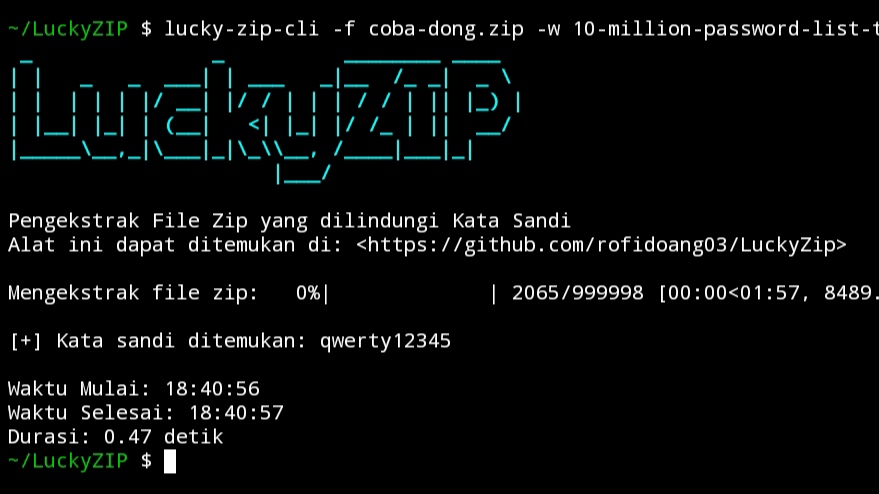 ~/LuckyZIP $ lucky-zip-cli -f coba-dong.zip -w 10-million-password-list-t
LuckyZIP
Pengekstrak File Zip yang dilindungi Kata Sandi
Alat ini dapat ditemukan di: <https://github.com/rofidoang03/LuckyZip>
Mengekstrak file zip:   0%|              | 2065/999998 [00:00<01:57, 8489.
[+] Kata sandi ditemukan: qwerty12345
Waktu Mulai: 18:40:56
Waktu Selesai: 18:40:57
Durasi: 0.47 detik
~/LuckyZIP $